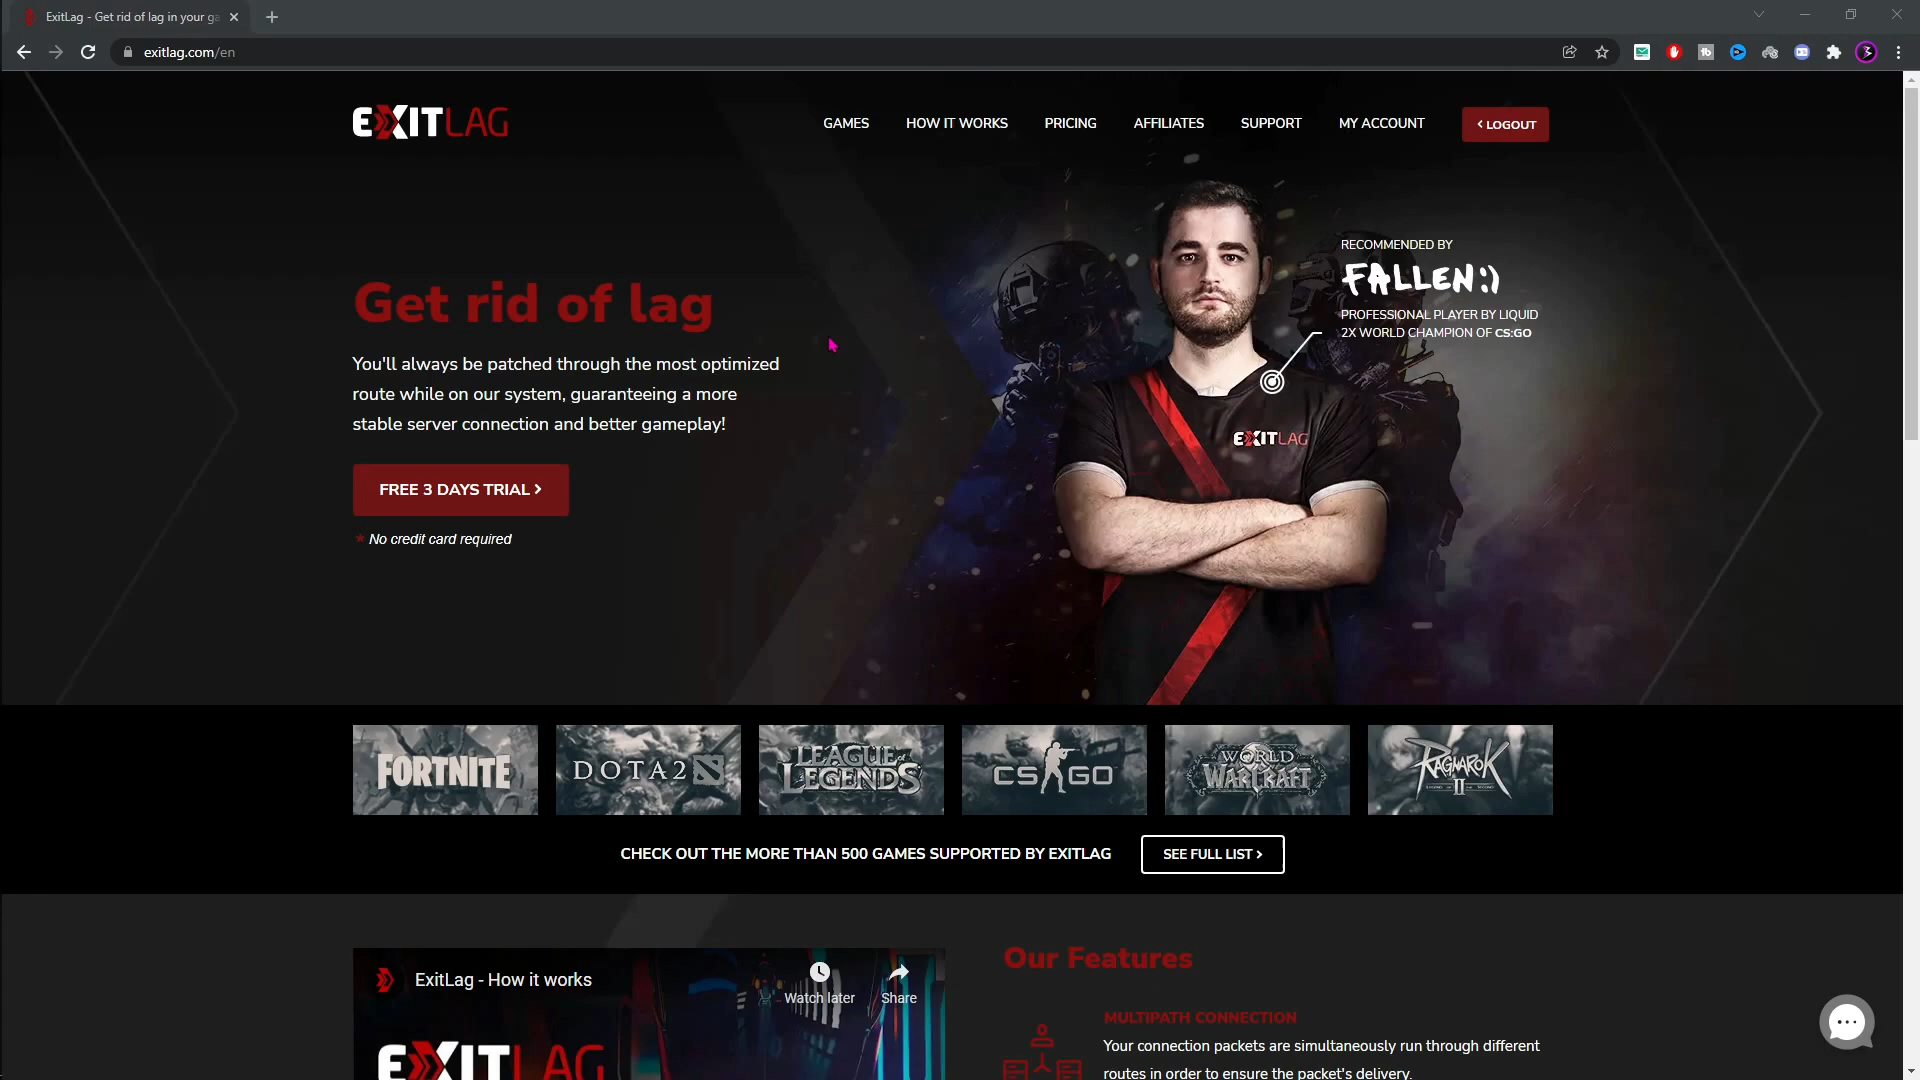 ExitLag - Get rid of lag in your ga
exitlag.com/en
EXITLAG
GAMES
HOW IT WORKS
PRICING
AFFILIATES
SUPPORT
MY ACCOUNT
LOGOUT
RECOMMENDED BY
FALLEN:)
PROFESSIONAL PLAYER BY LIQUID
2X WORLD CHAMPION OF CS:GO
Get rid of lag
You'll always be patched through the most optimized
route while on our system, guaranteeing a more
stable server connection and better gameplay!
FREE 3 DAYS TRIAL
* No credit card required
EXITLAG
FORTNITE
DOTA 2
LEAGUE of LEGENDS
CS GO
WORLD WARCRAFT
RAGNAROK II
CHECK OUT THE MORE THAN 500 GAMES SUPPORTED BY EXITLAG
SEE FULL LIST
ExitLag - How it works
Watch later
Share
EXITLAG
Our Features
MULTIPATH CONNECTION
Your connection packets are simultaneously run through different
routes in order to ensure the packet's delivery.